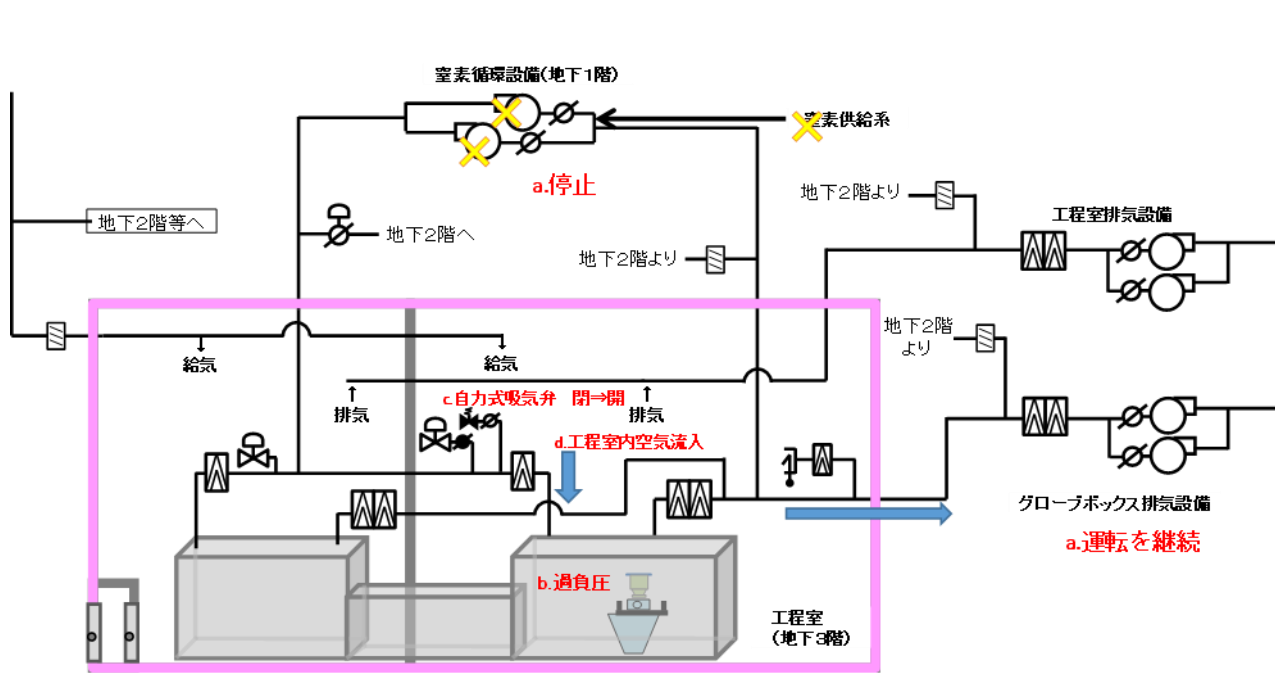 窒素循環設備(地下1階)
窒素供給系
a.停止
地下2階より
工程室排気設備
地下2階等へ
地下2階へ
地下2階より
地下2階
より
給気
給気
c.自力式吸気弁　閉⇒開
排気
排気
d.工程室内空気流入
グローブボックス排気設備
a.運転を継続
b.過負圧
工程室
(地下3階)